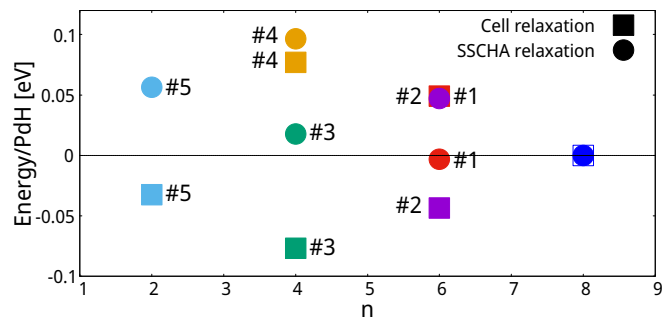 Energy/PdH [eV]
0.1
0.05
0
-0.05
-0.1
Cell relaxation
SSCHA relaxation
#4
#4
#5
#2 #1
#3
#1
#5
#2
#3
1 2 3 4 5 6 7 8 9
n